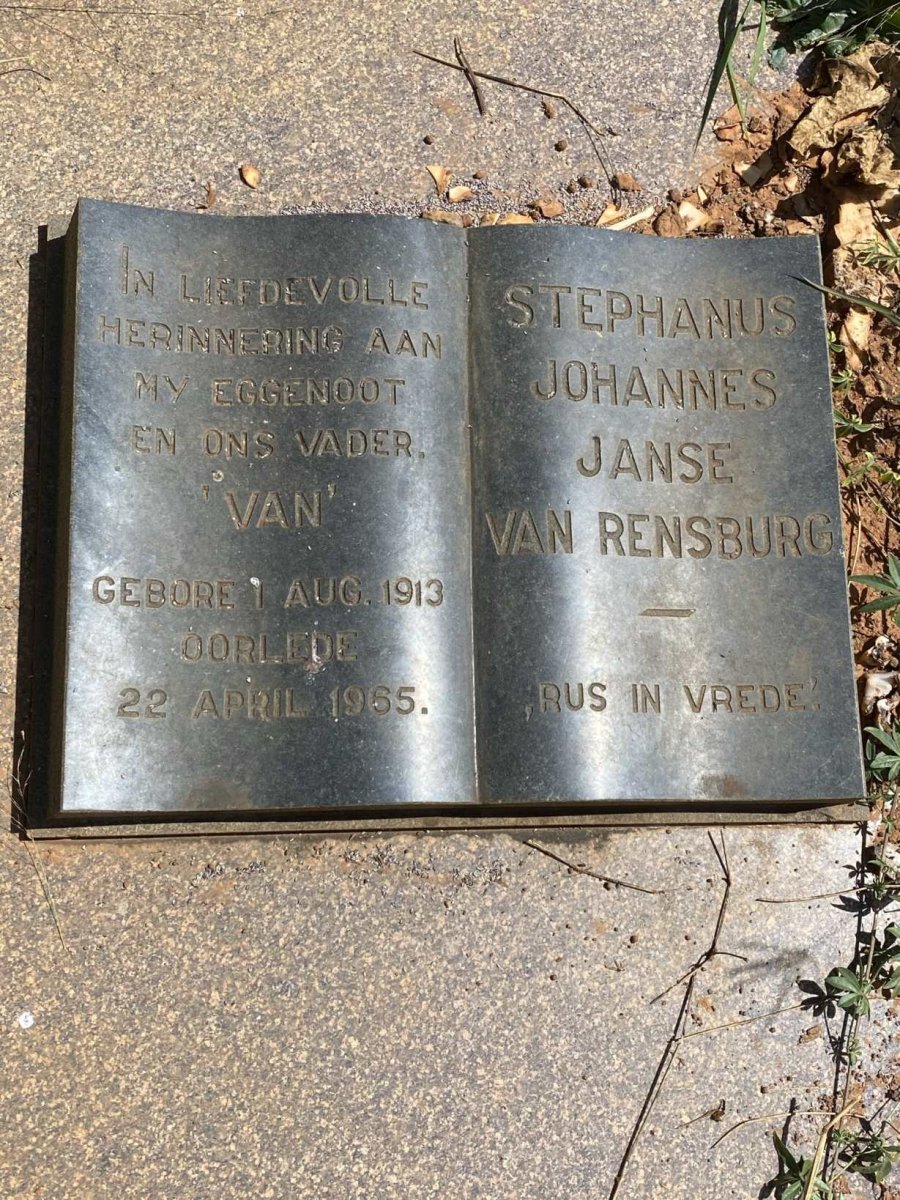 IN LIEFDEVOLLE
HERINNERING AAN
MY EGGENOOT
EN ONS VADER.
'VAN'
GEBORE 1 AUG. 1913
OORLEDE
22 APRIL 1965.
STEPHANUS
JOHANNES
JANSE
VAN RENSBURG
—
‚RUS IN VREDE'.